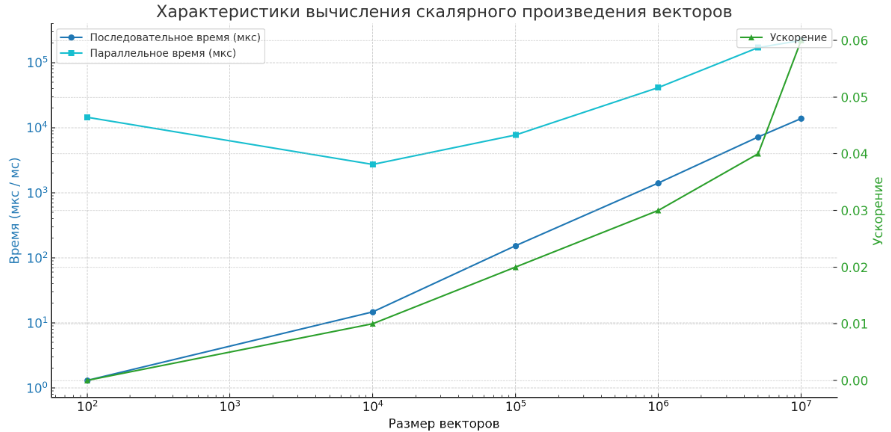 Характеристики вычисления скалярного произведения векторов
Последовательное время (мкс)
Параллельное время (мкс)
Ускорение
Время (мкс / мс)
10⁵
10⁴
10³
10²
10¹
10⁰
0.06
0.05
0.04
0.03
0.02
0.01
0.00
Ускорение
10² 10³ 10⁴ 10⁵ 10⁶ 10⁷
Размер векторов